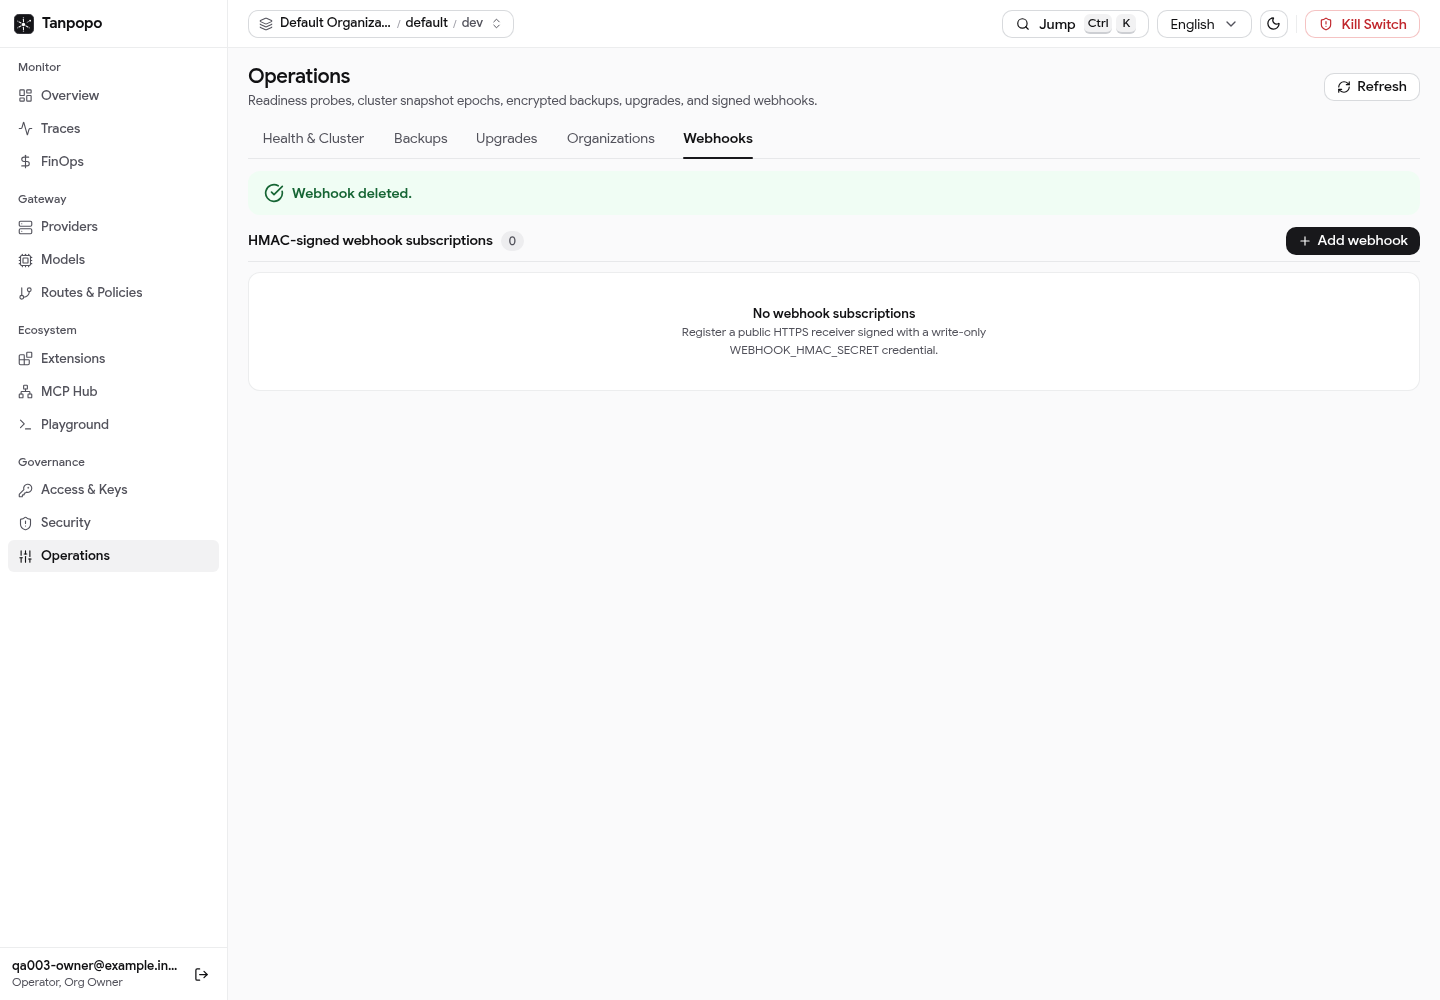 Tanpopo
Default Organiza... / default / dev
Jump Ctrl K
English
Kill Switch
Monitor
Overview
Traces
FinOps
Gateway
Providers
Models
Routes & Policies
Ecosystem
Extensions
MCP Hub
Playground
Governance
Access & Keys
Security
Operations
qa003-owner@example.in...
Operator, Org Owner
Operations
Readiness probes, cluster snapshot epochs, encrypted backups, upgrades, and signed webhooks.
Refresh
Health & Cluster Backups Upgrades Organizations Webhooks
Webhook deleted.
HMAC-signed webhook subscriptions 0
Add webhook
No webhook subscriptions
Register a public HTTPS receiver signed with a write-only
WEBHOOK_HMAC_SECRET credential.